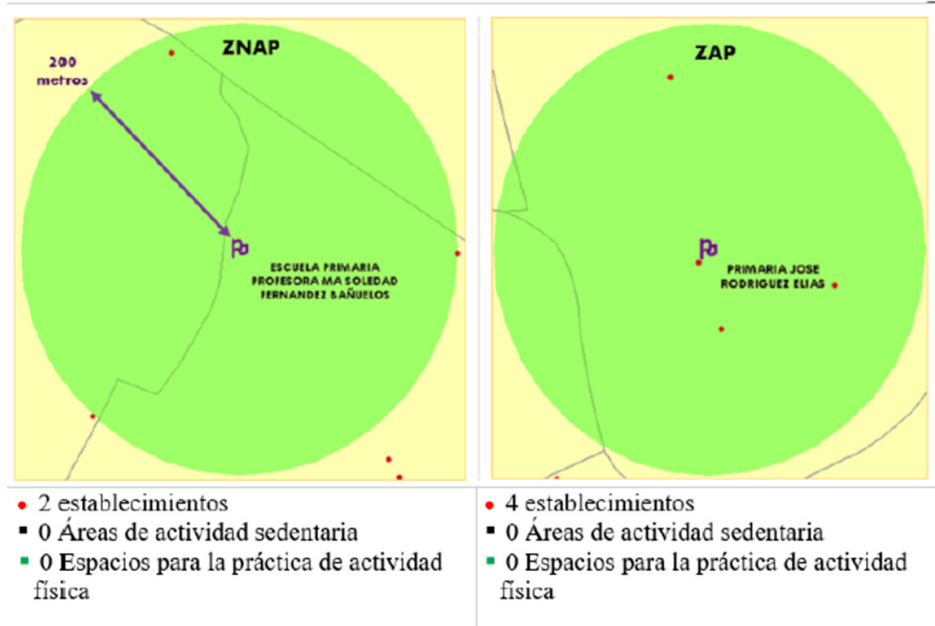 ZNAP
200
metros
ESCUELA PRIMARIA
PROFESORA MA SOLEDAD
FERNANDEZ BAÑUELOS
2 establecimientos
0 Áreas de actividad sedentaria
0 Espacios para la práctica de actividad
física
ZAP
PRIMARIA JOSE
RODRIGUEZ ELIAS
4 establecimientos
0 Áreas de actividad sedentaria
0 Espacios para la práctica de actividad
física